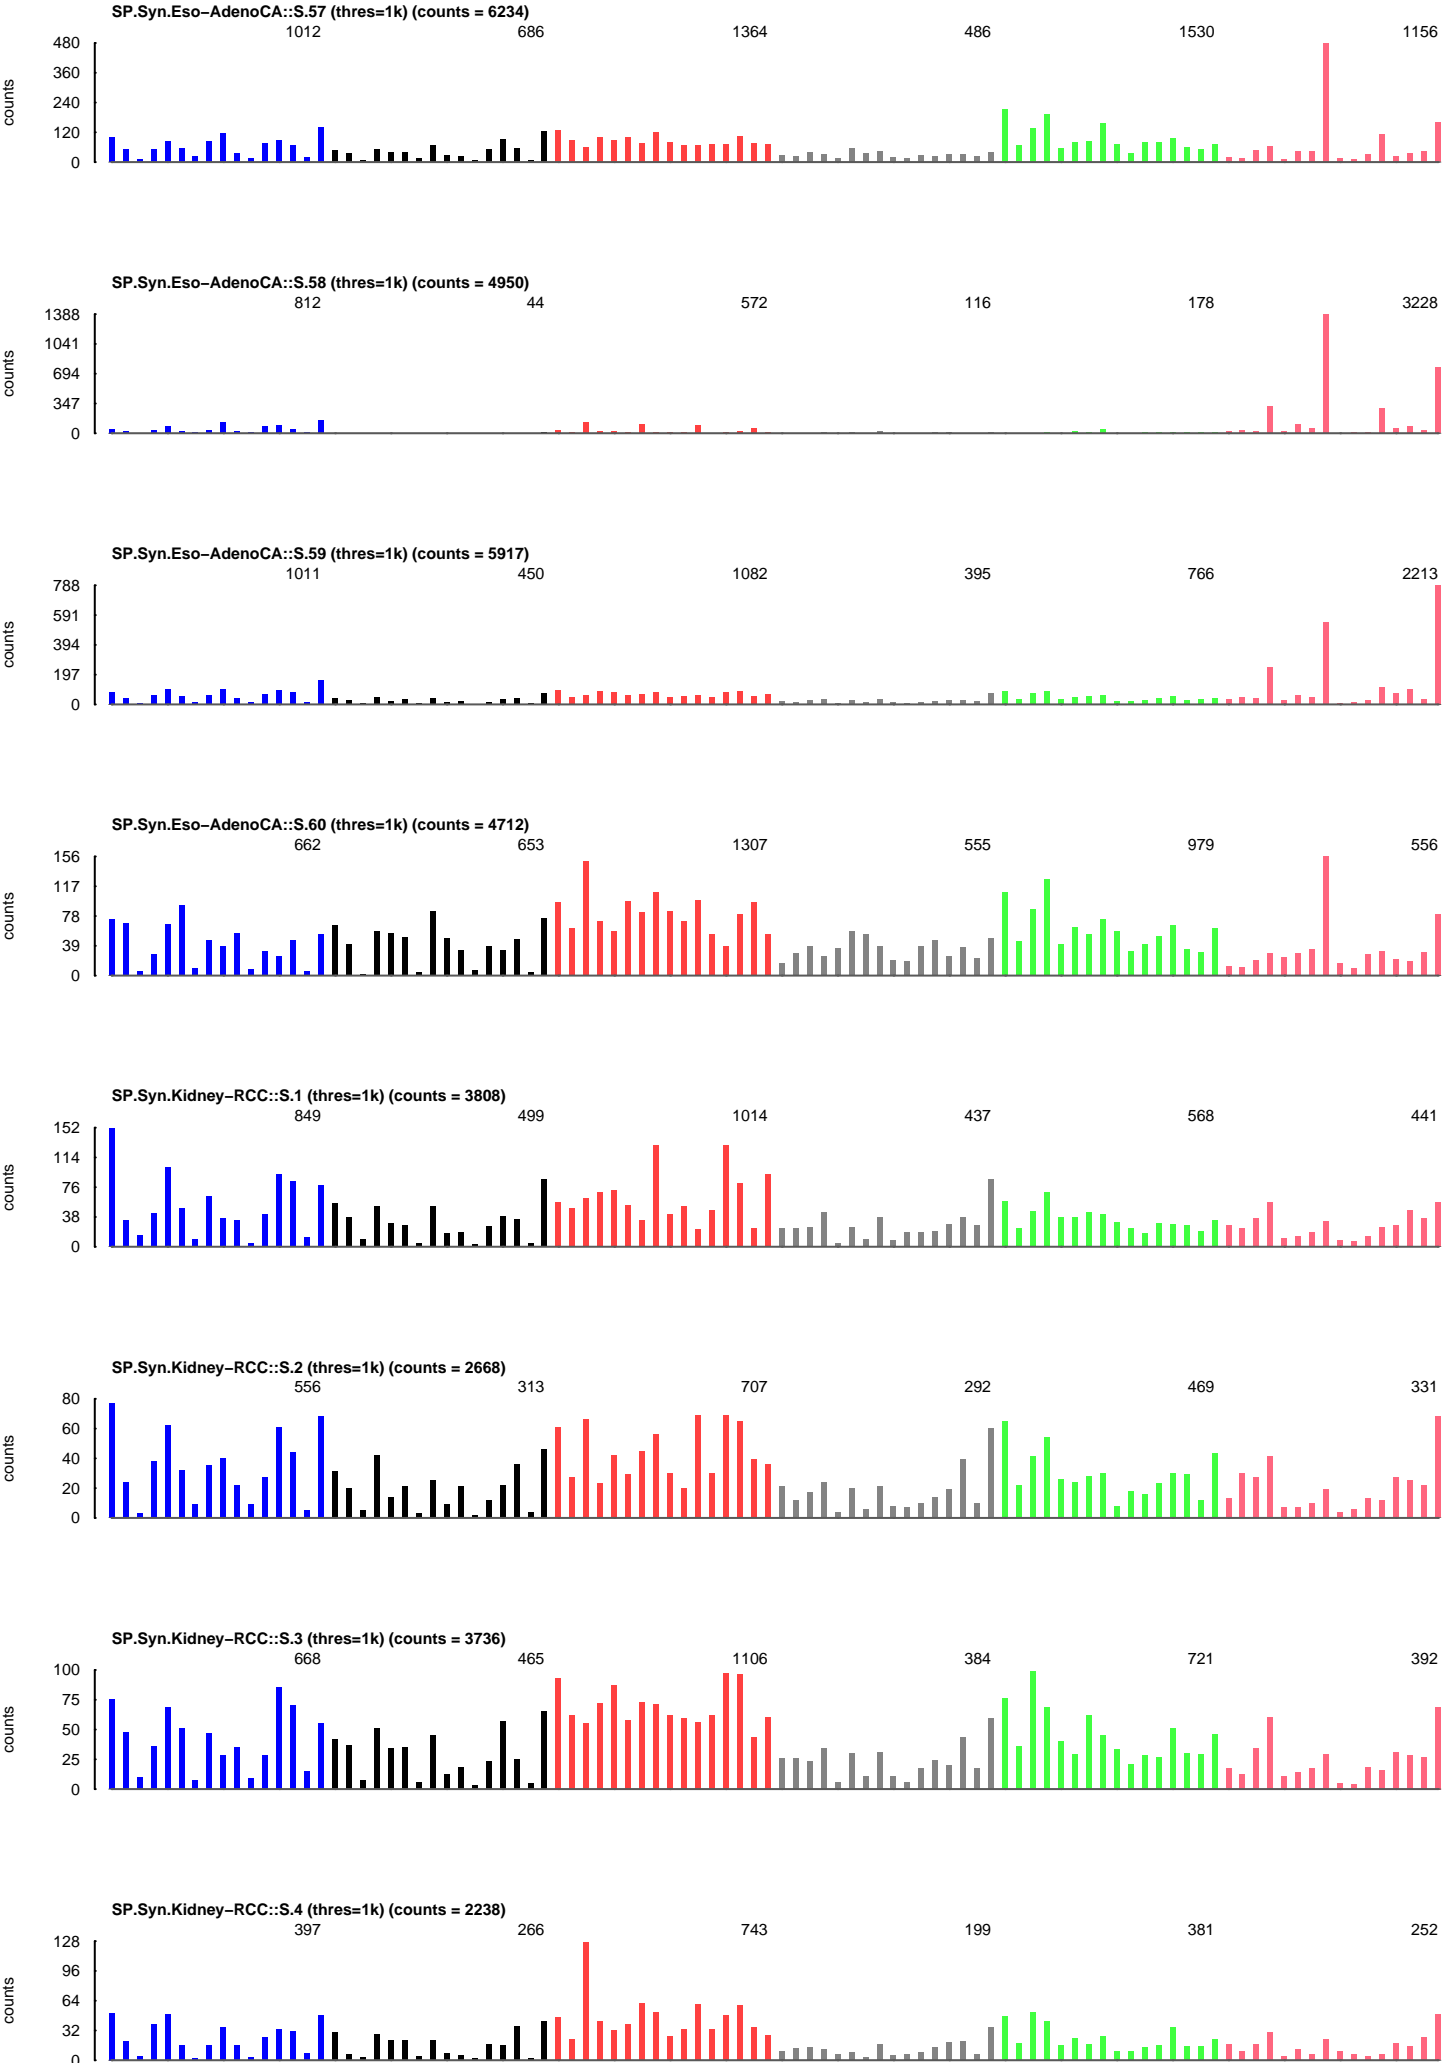 SP.Syn.Eso−AdenoCA::S.57 (thres=1k) (counts = 6234)
1012 686 1364 486 1530 1156
480
360
240
120
0
counts
SP.Syn.Eso−AdenoCA::S.58 (thres=1k) (counts = 4950)
812 44 572 116 178 3228
1388
1041
694
347
0
counts
SP.Syn.Eso−AdenoCA::S.59 (thres=1k) (counts = 5917)
1011 450 1082 395 766 2213
788
591
394
197
0
counts
SP.Syn.Eso−AdenoCA::S.60 (thres=1k) (counts = 4712)
662 653 1307 555 979 556
156
117
78
39
0
counts
SP.Syn.Kidney−RCC::S.1 (thres=1k) (counts = 3808)
849 499 1014 437 568 441
152
114
76
38
0
counts
SP.Syn.Kidney−RCC::S.2 (thres=1k) (counts = 2668)
556 313 707 292 469 331
80
60
40
20
0
counts
SP.Syn.Kidney−RCC::S.3 (thres=1k) (counts = 3736)
668 465 1106 384 721 392
100
75
50
25
0
counts
SP.Syn.Kidney−RCC::S.4 (thres=1k) (counts = 2238)
397 266 743 199 381 252
128
96
64
32
0
counts